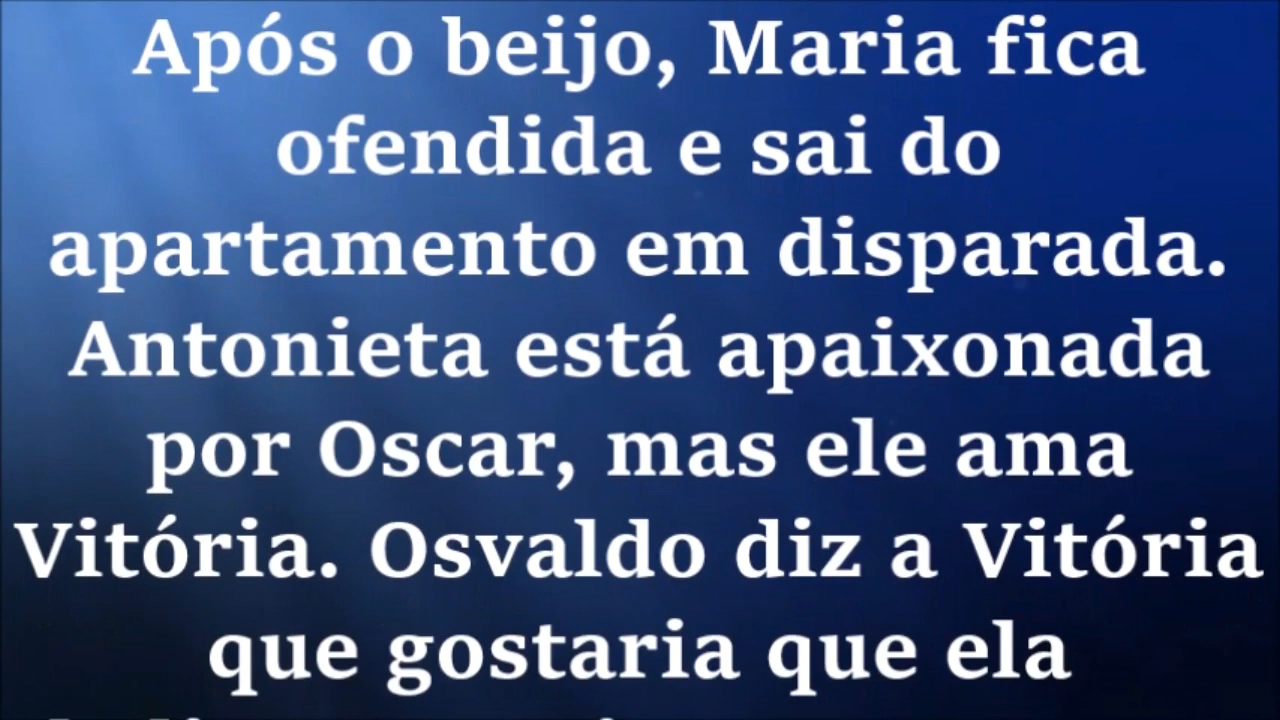 Após o beijo, Maria fica
ofendida e sai do
apartamento em disparada.
Antonieta está apaixonada
por Oscar, mas ele ama
Vitória. Osvaldo diz a Vitória
que gostaria que ela